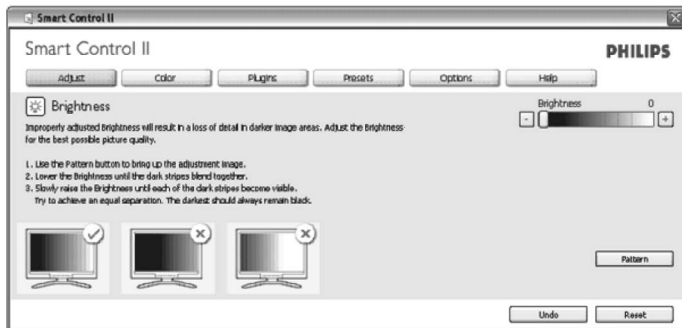 Smart Control II
Smart Control II
PHILIPS
Adjust Color Plugins Presets Options Help
Brightness
Brightness 0
Improperly adjusted Brightness will result in a loss of detail in darker image areas. Adjust the Brightness
for the best possible picture quality.
- +
1. Use the Pattern button to bring up the adjustment image.
2. Lower the Brightness until the dark stripes blend together.
3. Slowly raise the Brightness until each of the dark stripes become visible.
Try to achieve an equal separation. The darkest should always remain black.
Pattern
Undo Reset